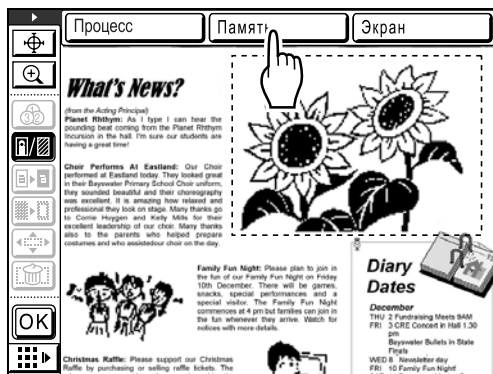 Процесс
Память
Экран
What's News?
(from the Acting Principal)
Planet Rhithym: As I type I can hear the
pounding beat coming from the Planet Rhthym
Incursion in the hall. I'm sure our students are
having a great time!
Choir Performs At Eastland: Our Choir
performed at Eastland today. They looked great
in their Bayswater Primary School Choir uniform,
they sounded beautiful and their choreography
was excellent. It is amazing how relaxed and
professional they look on stage. Many thanks go
to Corrie Huygen and Kelly Mills for their
excellent leadership of our choir. Many thanks
also to the parents who helped prepare
costumes and who assistedour choir on the day.
Family Fun Night: Please plan to join in
the fun of our Family Fun Night on Friday
10th December. There will be games,
snacks, special performances and a
special visitor. The Family Fun Night
commences at 4 pm but families can join in
the fun whenever they arrive. Watch for
notices with more details.
Christmas Raffle: Please support our Christmas
Raffle by purchasing or selling raffle tickets. The
Diary
Dates
December
THU 2 Fundraising Meets 9AM
FRI 3 CRE Concert in Hall 1.30
pm
Bayswater Bullets in State
Finals
WED 8 Newsletter day
FRI 10 Family Fun Night!
OK